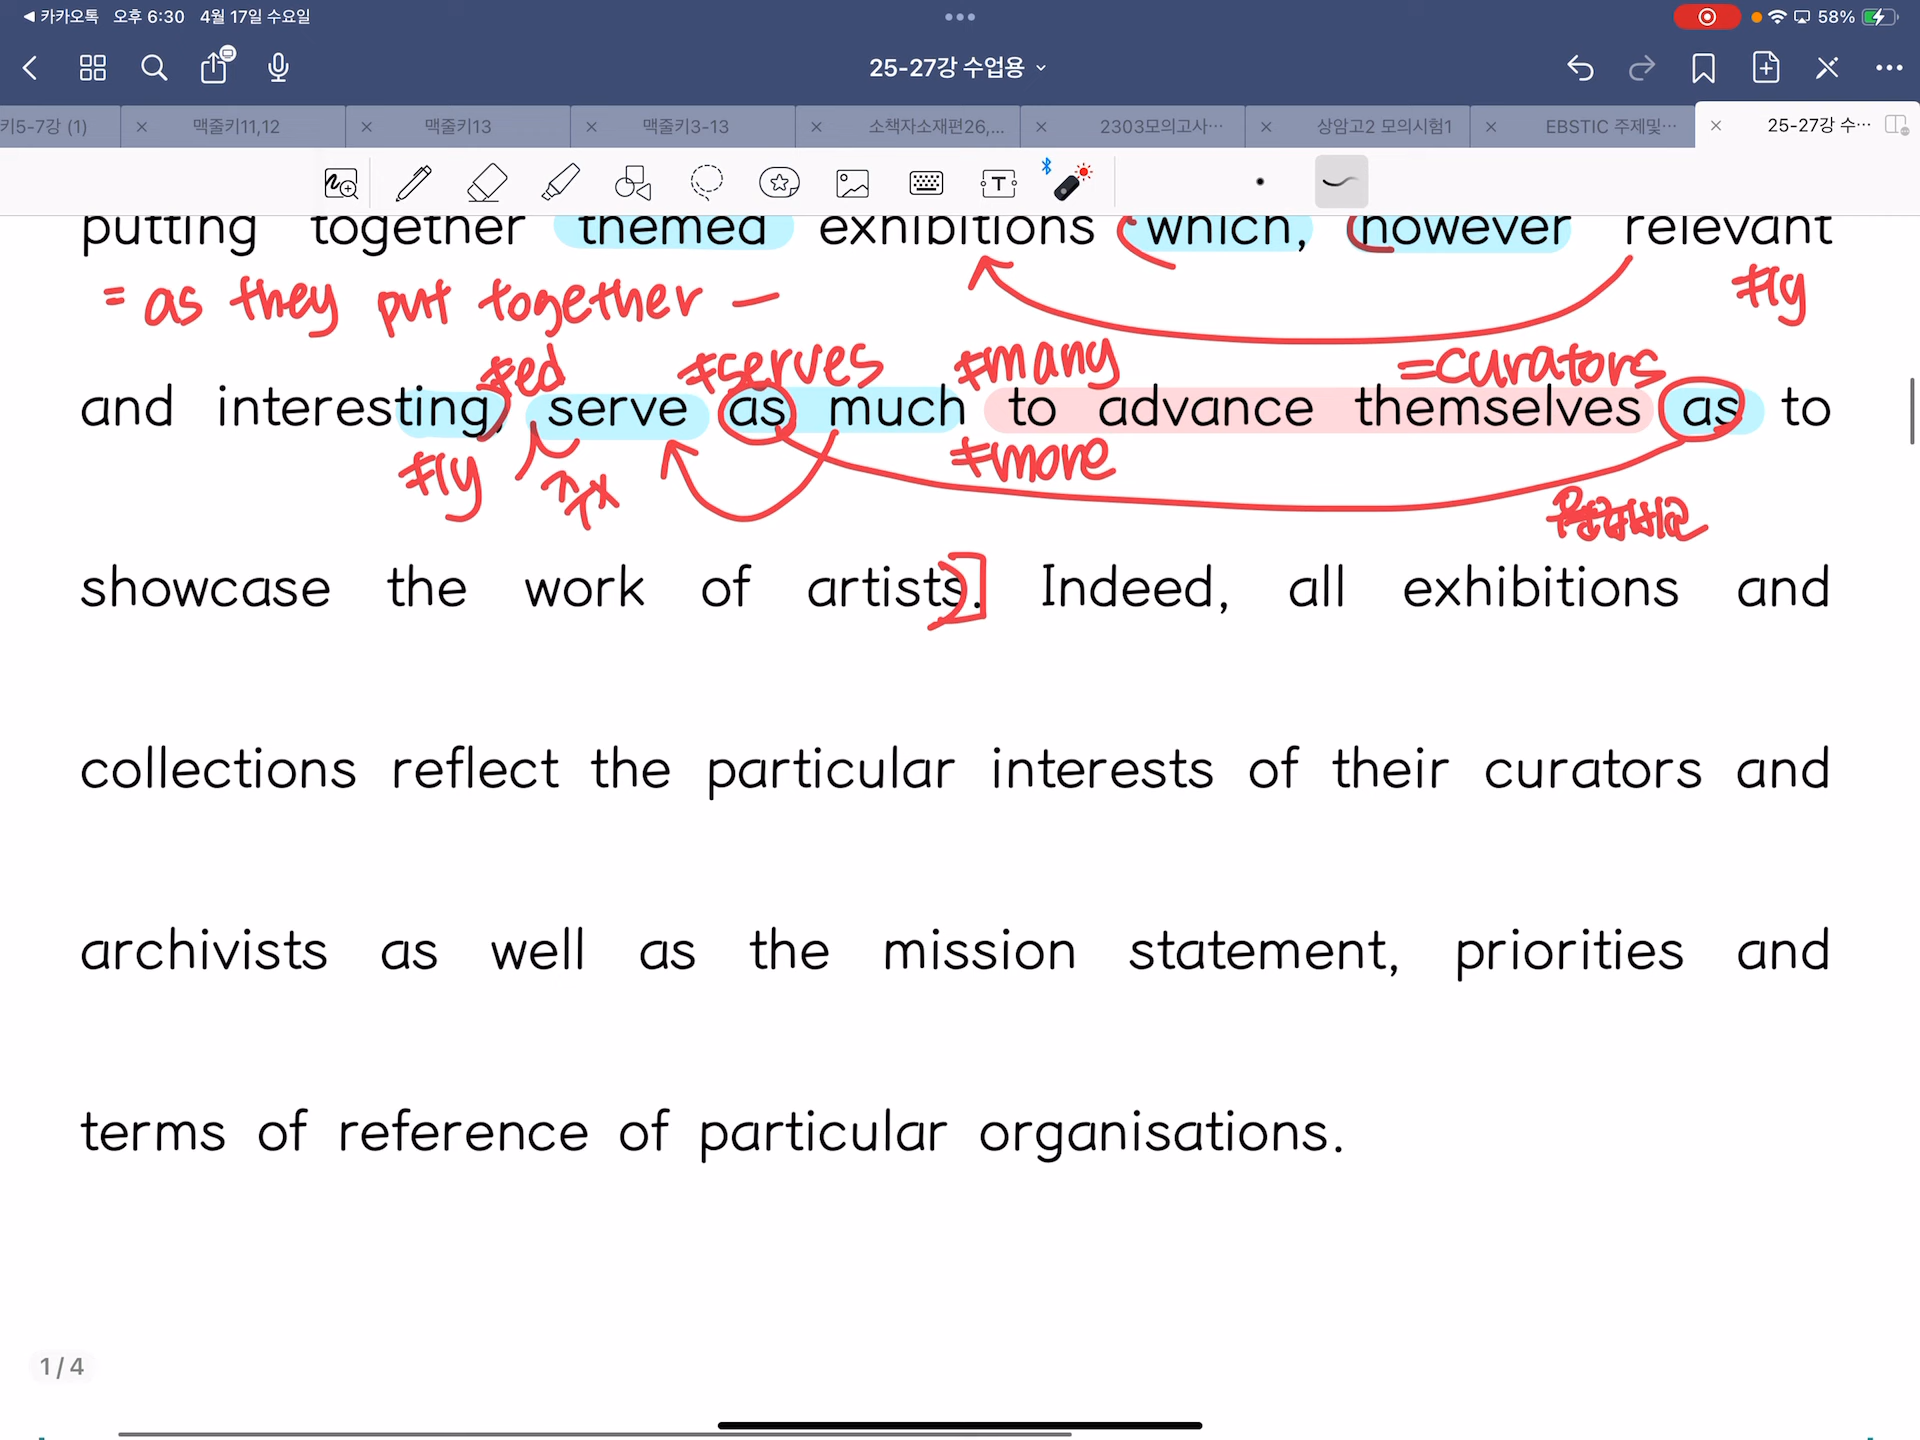 ◀ 카카오톡 오후 6:30 4월 17일 수요일
58%
25-27강 수업용
키5-7강 (1)
맥줄키11,12
맥줄키13
맥줄키3-13
소책자소재편26,...
2303모의고사…
상암고2 모의시험1
EBSTIC 주제및…
25-27강 수…
putting together themed exhibitions which, however relevant
= as they put together —
≠ly
≠ed ≠serves ≠many =curators
and interesting, serve as much to advance themselves as to
≠ly ≠more
showcase the work of artists. Indeed, all exhibitions and
collections reflect the particular interests of their curators and
archivists as well as the mission statement, priorities and
terms of reference of particular organisations.
1 / 4